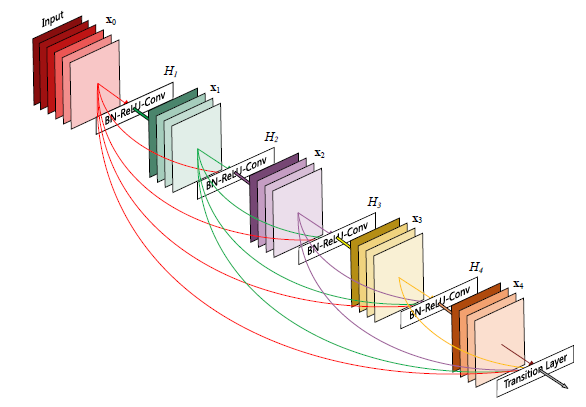 Input
x0
H1
BN-ReLU-Conv
x1
H2
BN-ReLU-Conv
x2
H3
BN-ReLU-Conv
x3
H4
BN-ReLU-Conv
x4
Transition Layer